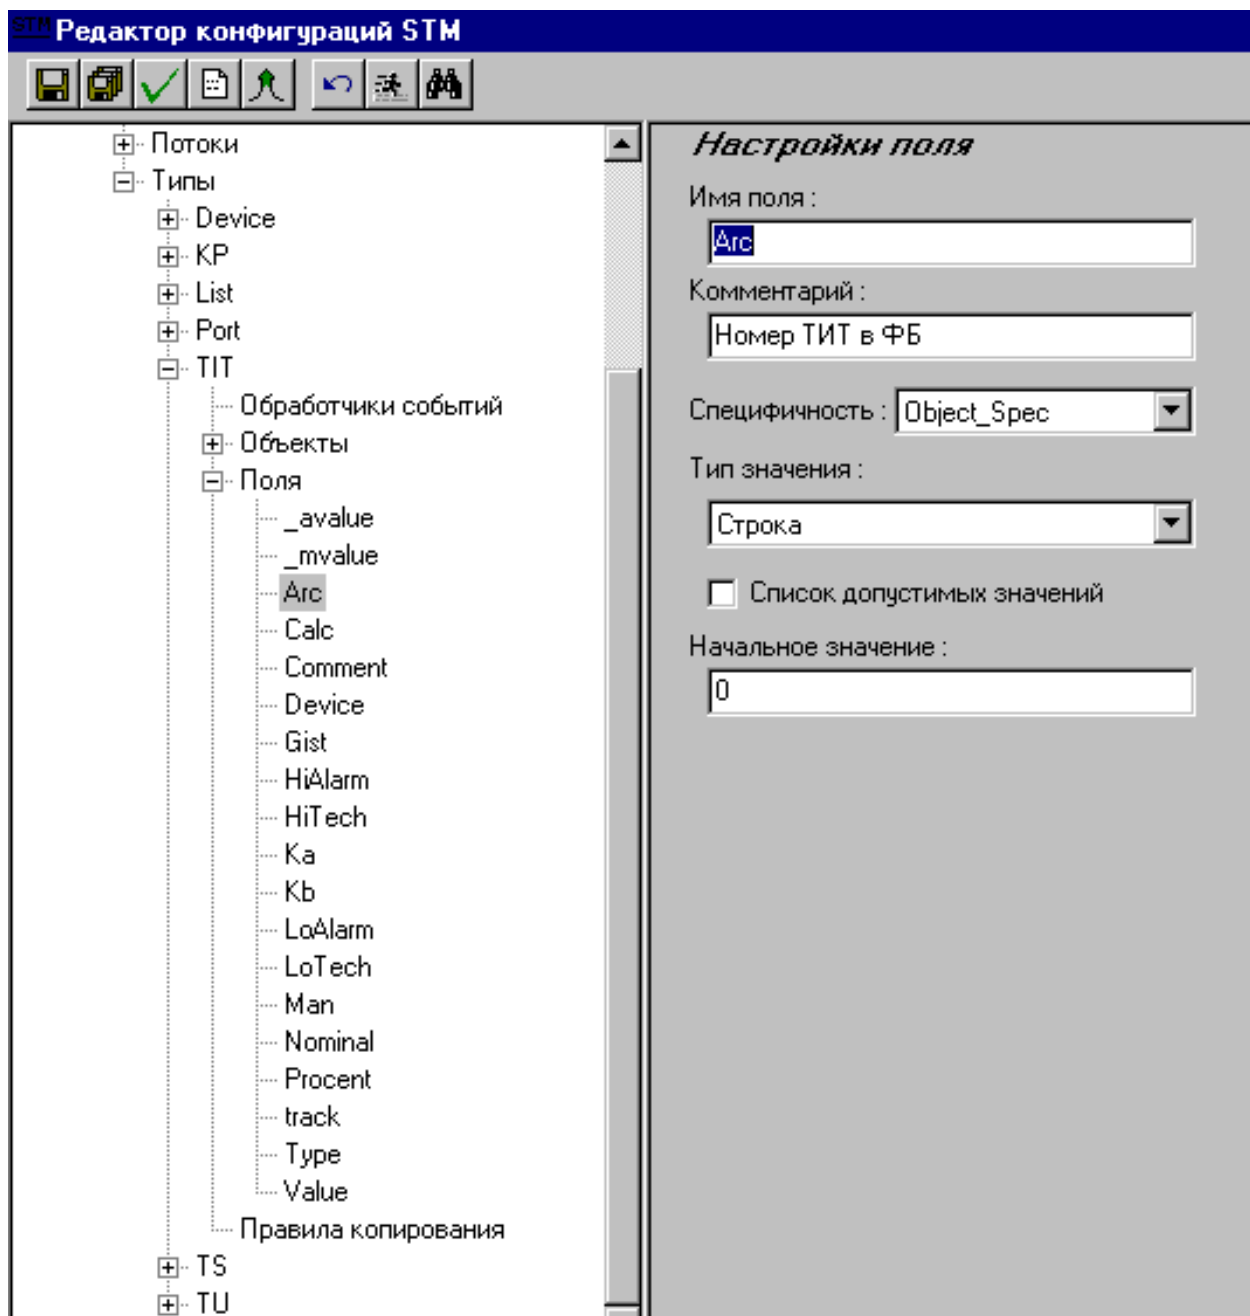 STM Редактор конфигураций STM
Потоки
Типы
Device
KP
List
Port
TIT
Обработчики событий
Объекты
Поля
_avalue
_mvalue
Arc
Calc
Comment
Device
Gist
HiAlarm
HiTech
Ka
Kb
LoAlarm
LoTech
Man
Nominal
Procent
track
Type
Value
Правила копирования
TS
TU
Настройки поля
Имя поля :
Arc
Комментарий :
Номер ТИТ в ФБ
Специфичность : Object_Spec
Тип значения :
Строка
Список допустимых значений
Начальное значение :
0